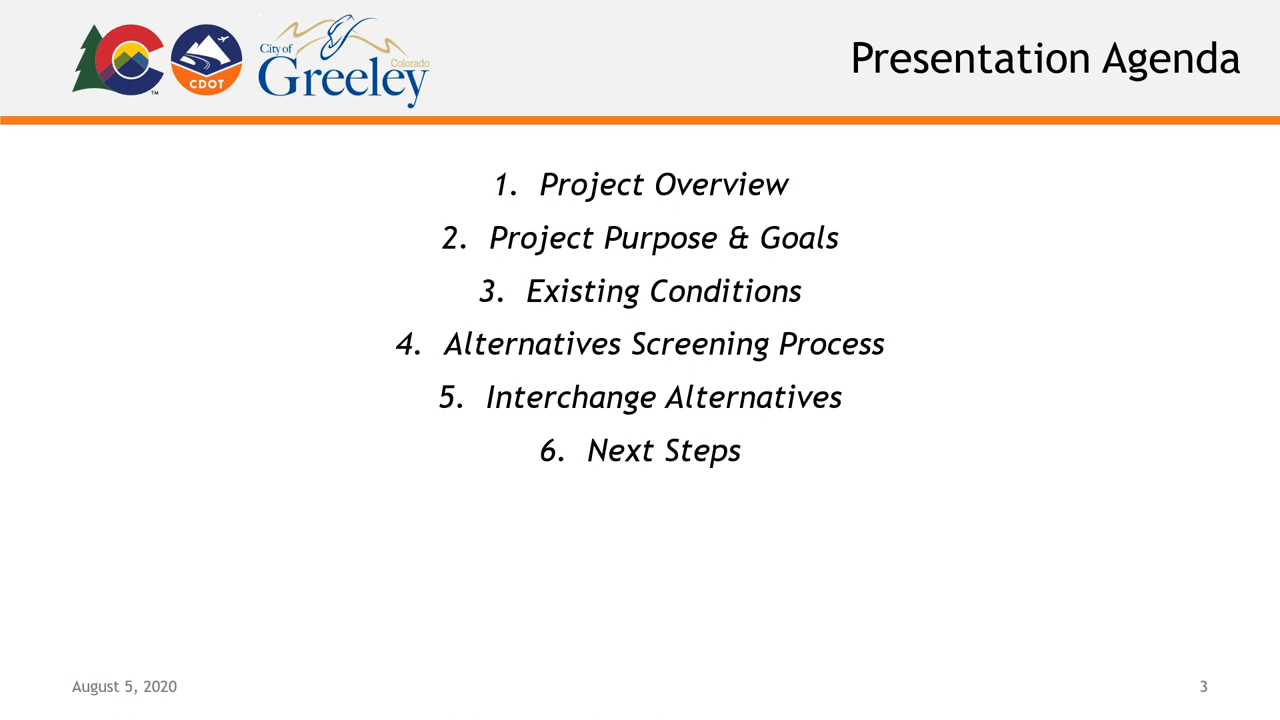 CDOT
TM
City of
Greeley
Colorado
Presentation Agenda
1. Project Overview
2. Project Purpose & Goals
3. Existing Conditions
4. Alternatives Screening Process
5. Interchange Alternatives
6. Next Steps
August 5, 2020
3